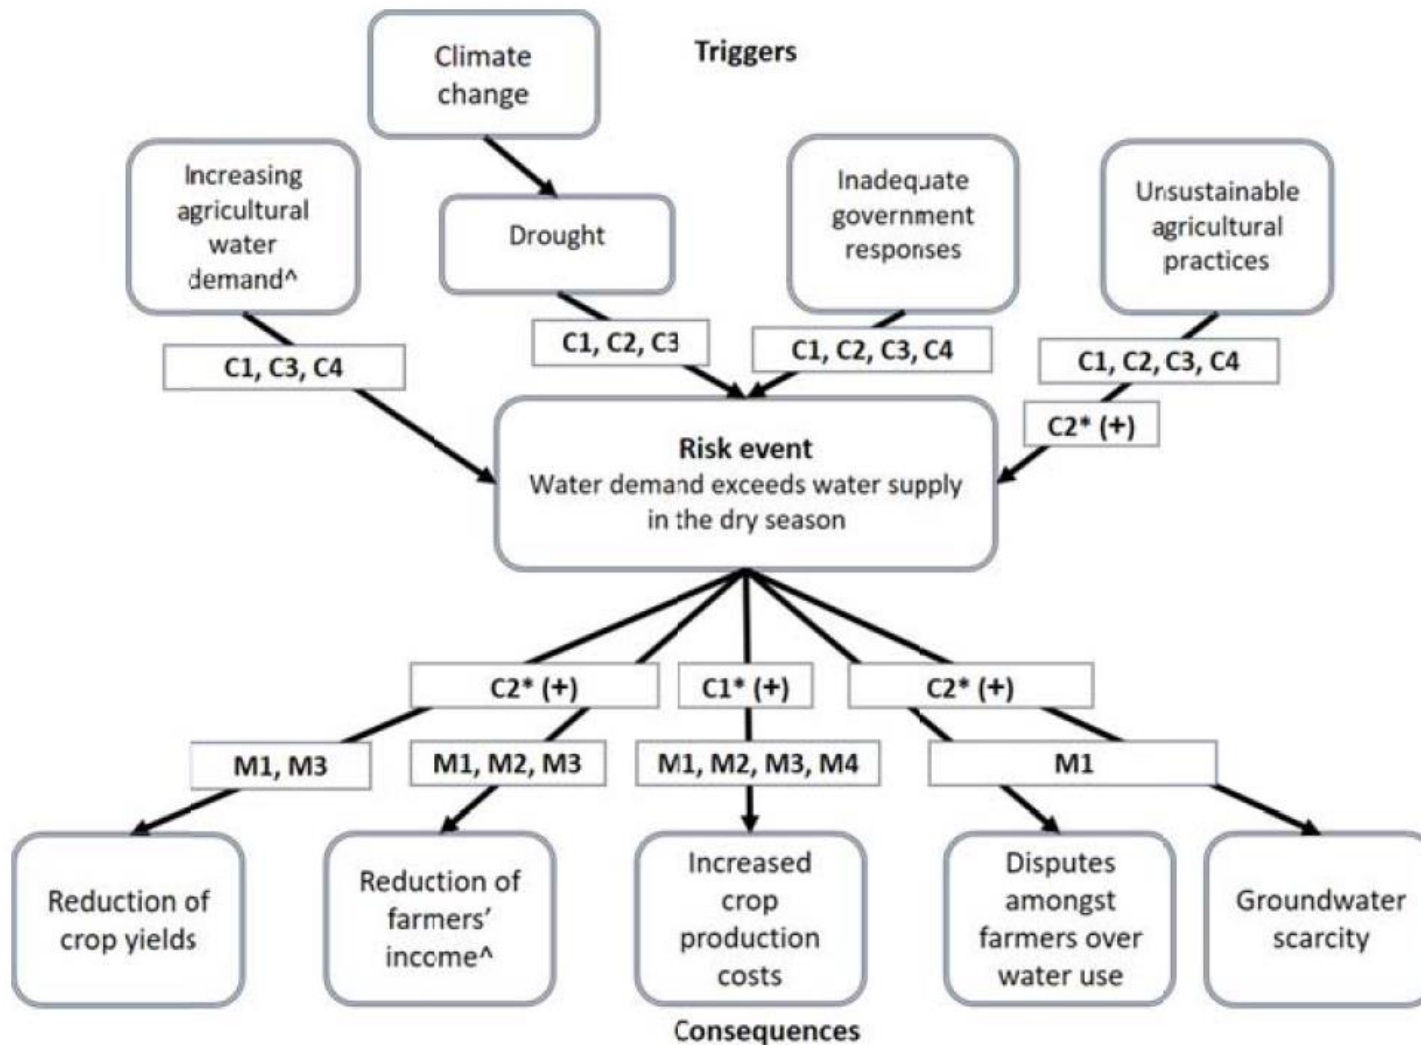 Triggers
Climate
change
Increasing
agricultural
water
demand^
Drought
Inadequate
government
responses
Unsustainable
agricultural
practices
C1, C3, C4
C1, C2, C3
C1, C2, C3, C4
C1, C2, C3, C4
C2* (+)
Risk event
Water demand exceeds water supply
in the dry season
C2* (+)
C1* (+)
C2* (+)
M1, M3
M1, M2, M3
M1, M2, M3, M4
M1
Reduction of
crop yields
Reduction of
farmers’
income^
Increased
crop
production
costs
Disputes
amongst
farmers over
water use
Groundwater
scarcity
Consequences